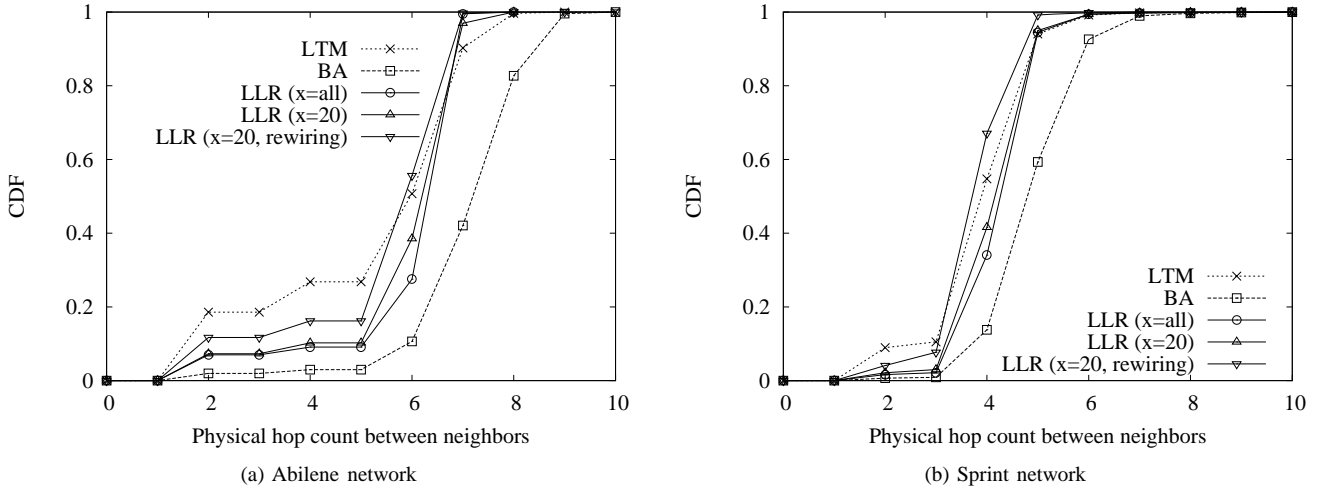 1
0.8
0.6
0.4
0.2
0
CDF
LTM
BA
LLR (x=all)
LLR (x=20)
LLR (x=20, rewiring)
0 2 4 6 8 10
Physical hop count between neighbors
(a) Abilene network
1
0.8
0.6
0.4
0.2
0
CDF
LTM
BA
LLR (x=all)
LLR (x=20)
LLR (x=20, rewiring)
0 2 4 6 8 10
Physical hop count between neighbors
(b) Sprint network